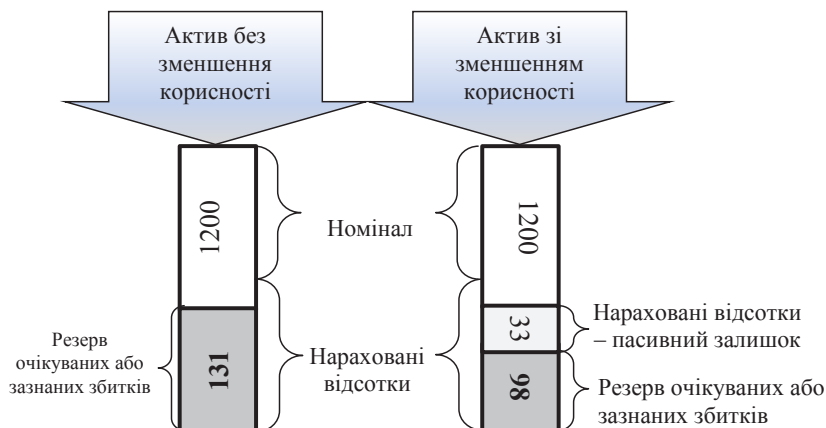 Актив без
зменшення
корисності
Актив зі
зменшенням
корисності
1200
Номінал
1200
Резерв
очікуваних або
зазнаних збитків
131
Нараховані
відсотки
33
Нараховані відсотки
– пасивний залишок
98
Резерв очікуваних або
зазнаних збитків